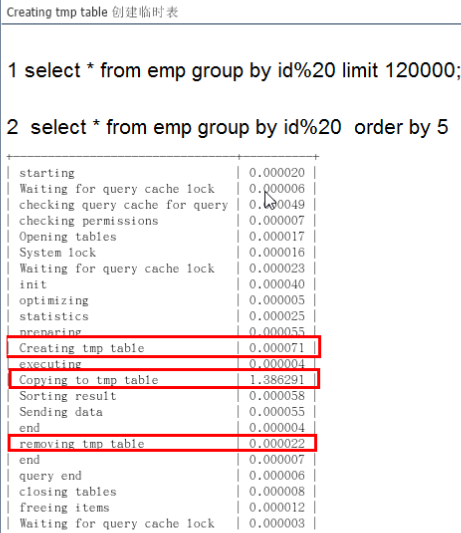 Creating tmp table 创建临时表
1 select * from emp group by id%20 limit 120000;
2  select * from emp group by id%20  order by 5
+--------------------------------+----------+
| starting | 0.000020 |
| Waiting for query cache lock | 0.000006 |
| checking query cache for query | 0.000049 |
| checking permissions | 0.000007 |
| Opening tables | 0.000017 |
| System lock | 0.000016 |
| Waiting for query cache lock | 0.000023 |
| init | 0.000040 |
| optimizing | 0.000005 |
| statistics | 0.000025 |
| preparing | 0.000055 |
| Creating tmp table | 0.000071 |
| executing | 0.000004 |
| Copying to tmp table | 1.386291 |
| Sorting result | 0.000058 |
| Sending data | 0.000055 |
| end | 0.000004 |
| removing tmp table | 0.000022 |
| end | 0.000007 |
| query end | 0.000006 |
| closing tables | 0.000008 |
| freeing items | 0.000012 |
| Waiting for query cache lock | 0.000003 |